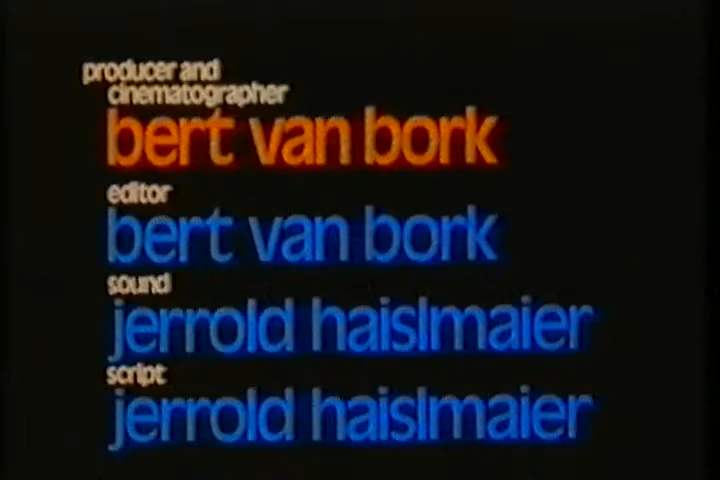 producer and
cinematographer
bert van bork
editor
bert van bork
sound
jerrold haislmaier
script
jerrold haislmaier